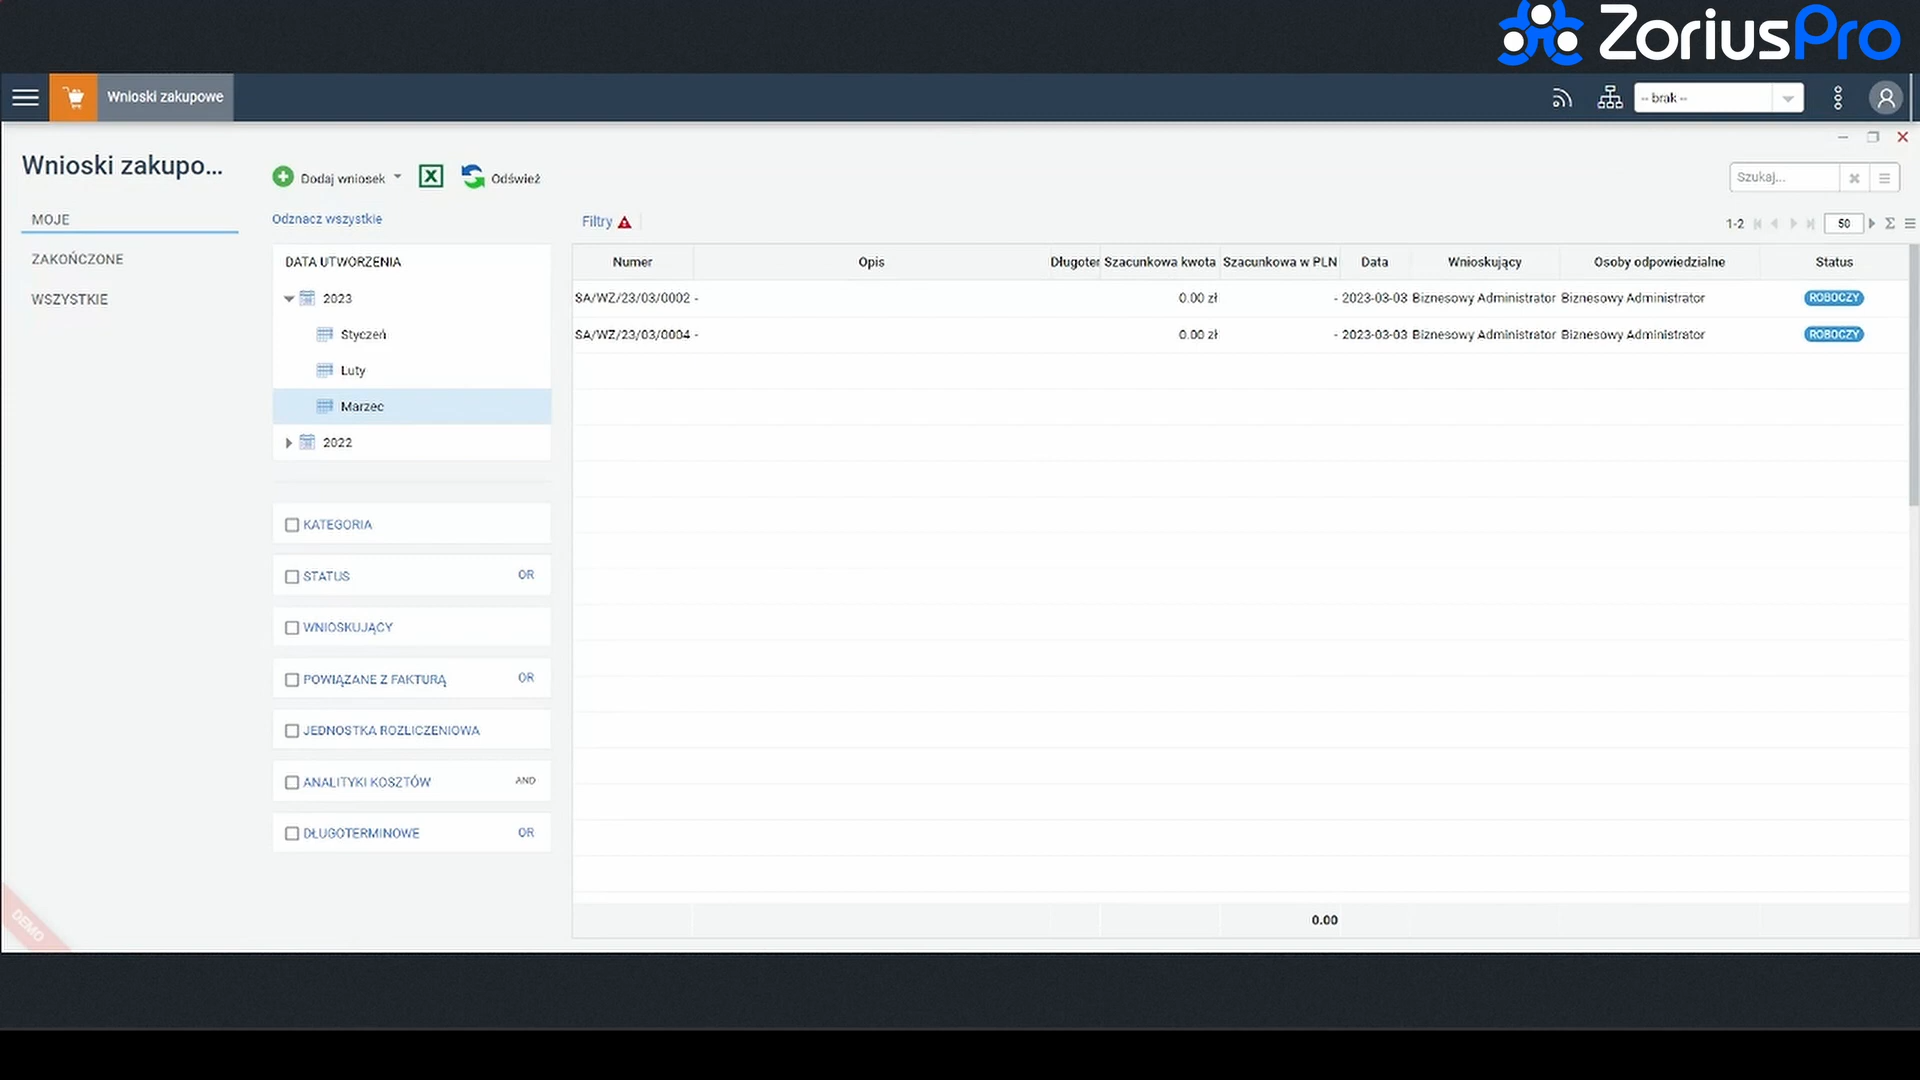 ZoriusPro
Wnioski zakupowe
-- brak --
Wnioski zakupo...
Dodaj wniosek
Odśwież
Szukaj...
MOJE
ZAKOŃCZONE
WSZYSTKIE
Odznacz wszystkie
Filtry
1-2
50
DATA UTWORZENIA
2023
Styczeń
Luty
Marzec
2022
KATEGORIA
STATUS OR
WNIOSKUJĄCY
POWIĄZANE Z FAKTURĄ OR
JEDNOSTKA ROZLICZENIOWA
ANALITYKI KOSZTÓW AND
DŁUGOTERMINOWE OR
Numer Opis Długoter Szacunkowa kwota Szacunkowa w PLN Data Wnioskujący Osoby odpowiedzialne Status
SA/WZ/23/03/0002 - 0.00 zł - 2023-03-03 Biznesowy Administrator Biznesowy Administrator ROBOCZY
SA/WZ/23/03/0004 - 0.00 zł - 2023-03-03 Biznesowy Administrator Biznesowy Administrator ROBOCZY
0.00
DEMO